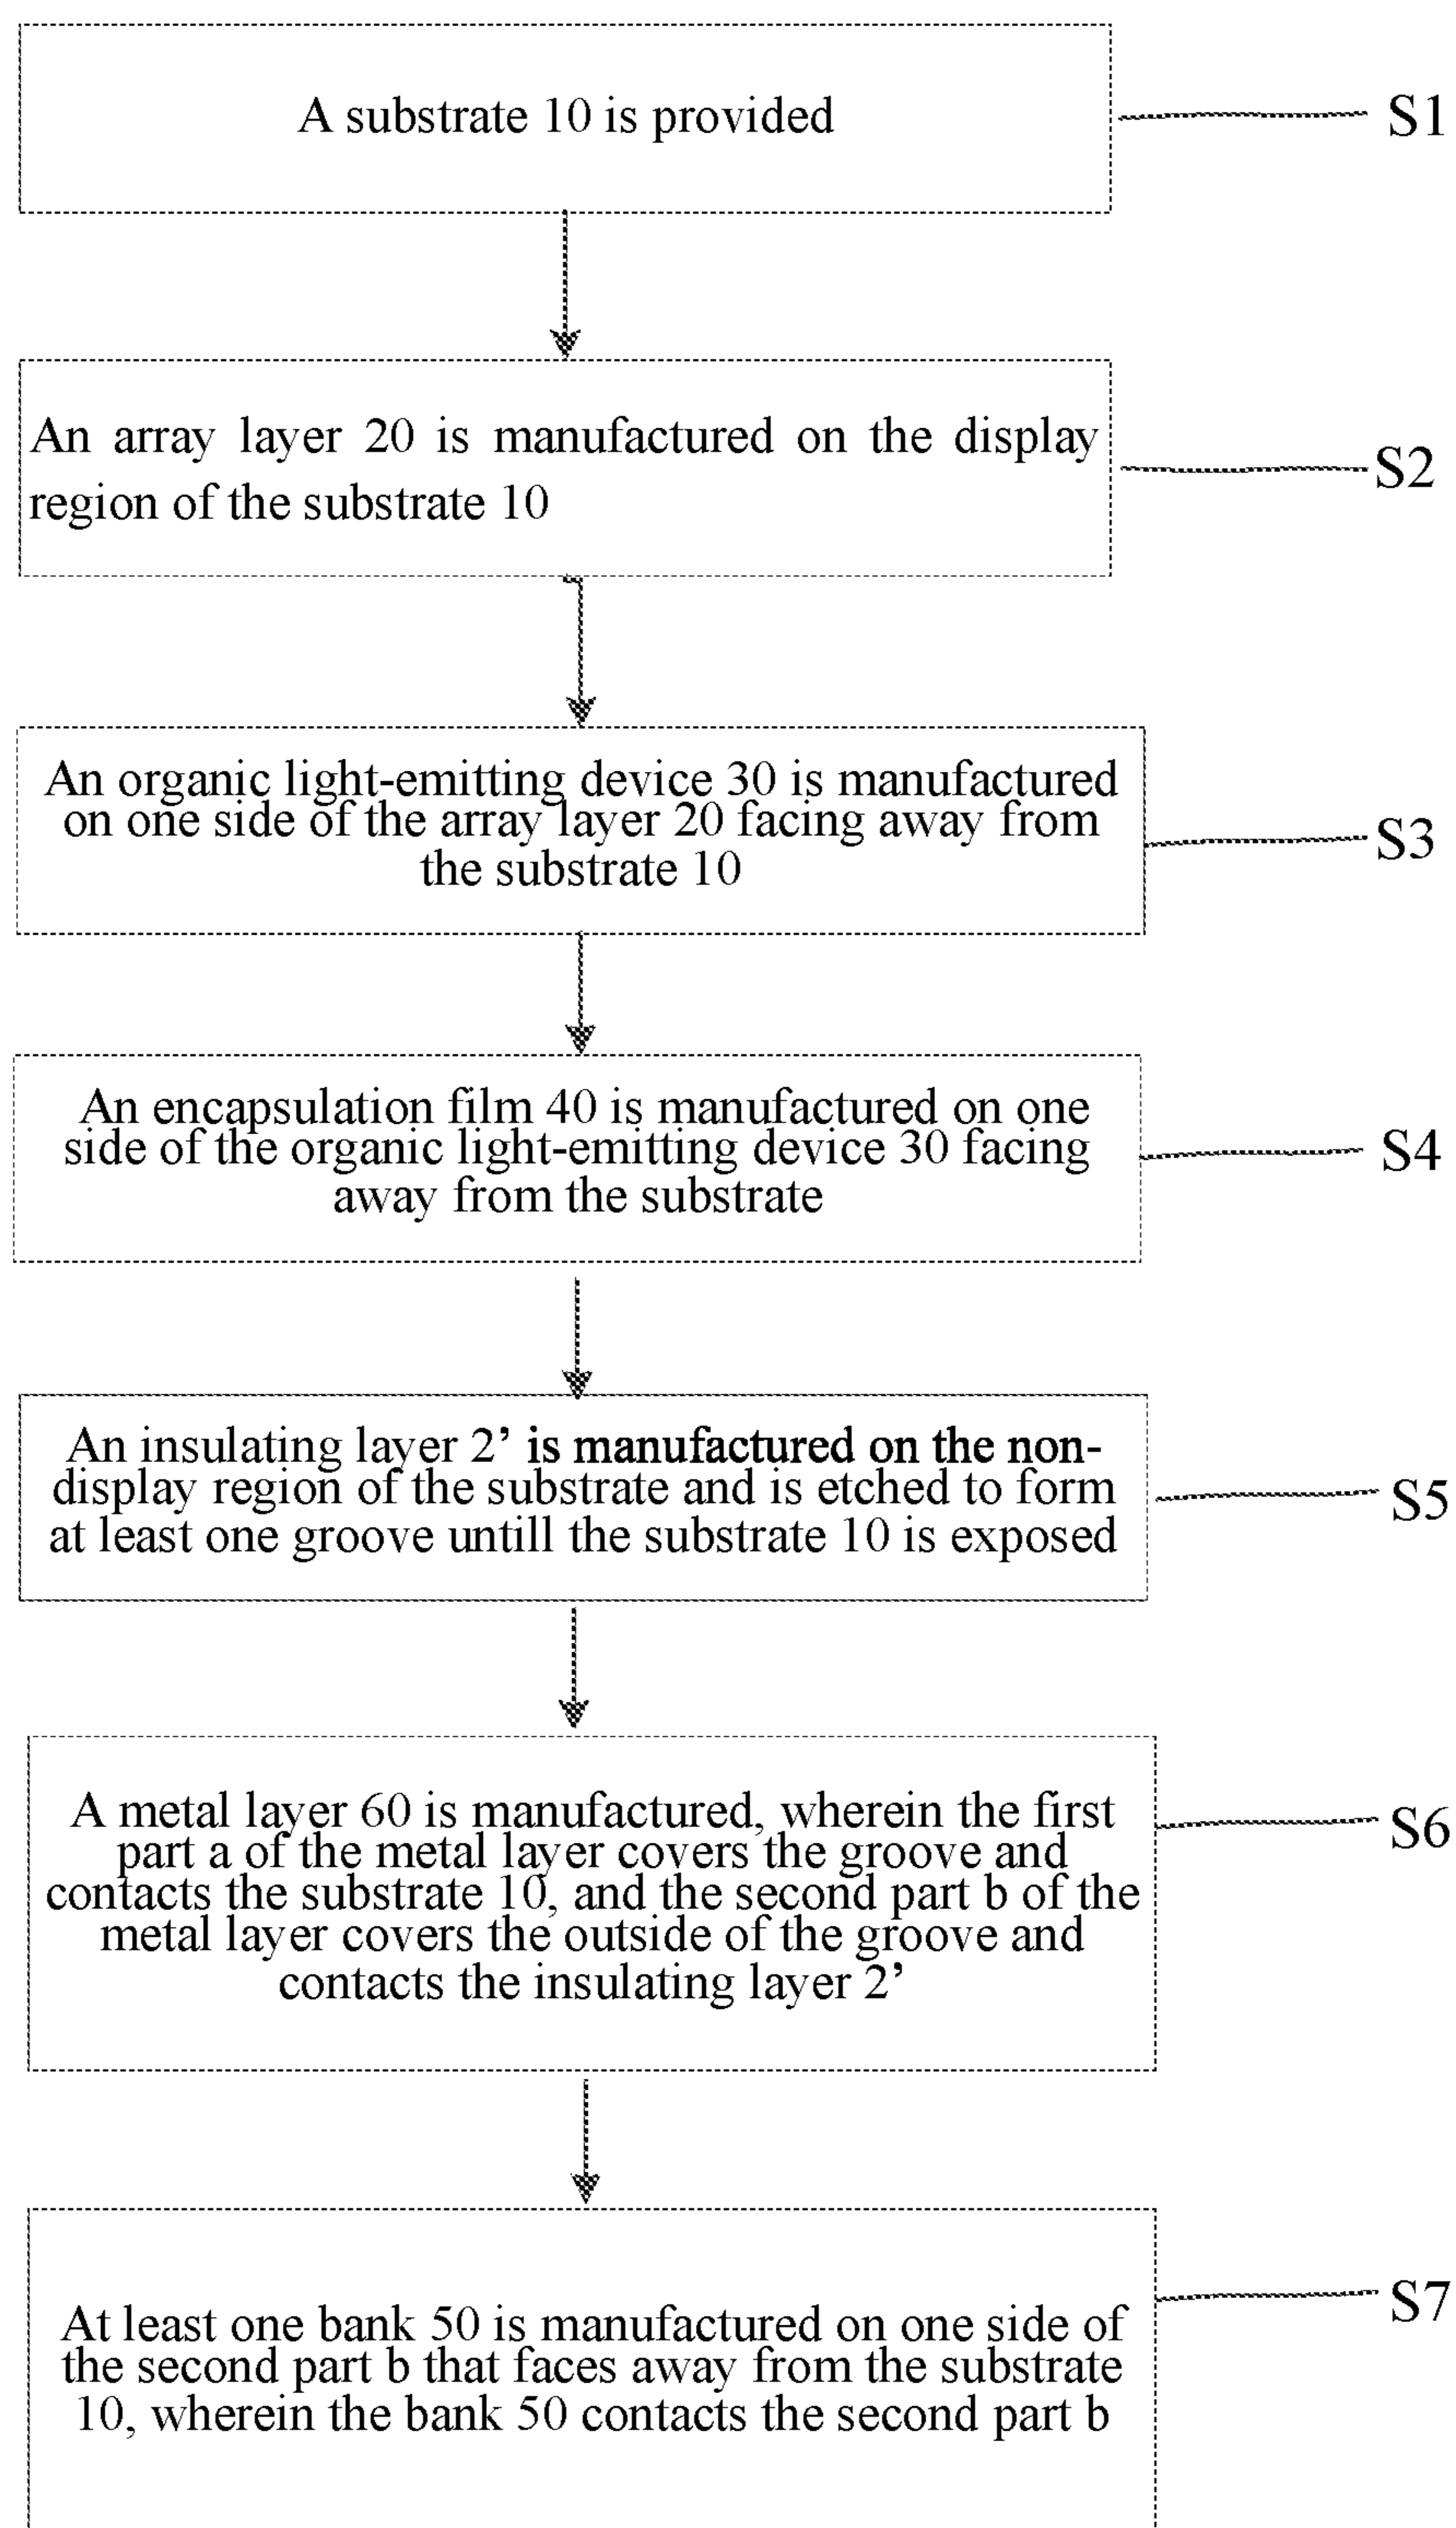 A substrate 10 is provided
S1
An array layer 20 is manufactured on the display
region of the substrate 10
S2
An organic light-emitting device 30 is manufactured
on one side of the array layer 20 facing away from
the substrate 10
S3
An encapsulation film 40 is manufactured on one
side of the organic light-emitting device 30 facing
away from the substrate
S4
An insulating layer 2’ is manufactured on the non-
display region of the substrate and is etched to form
at least one groove untill the substrate 10 is exposed
S5
A metal layer 60 is manufactured, wherein the first
part a of the metal layer covers the groove and
contacts the substrate 10, and the second part b of the
metal layer covers the outside of the groove and
contacts the insulating layer 2’
S6
At least one bank 50 is manufactured on one side of
the second part b that faces away from the substrate
10, wherein the bank 50 contacts the second part b
S7